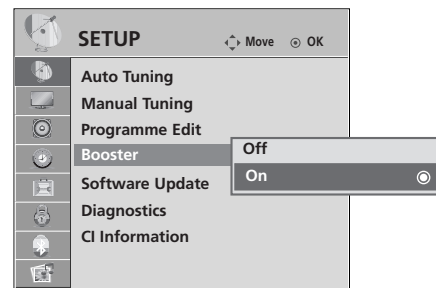 SETUP
Move OK
Auto Tuning
Manual Tuning
Programme Edit
Booster
Off
On
Software Update
Diagnostics
CI Information